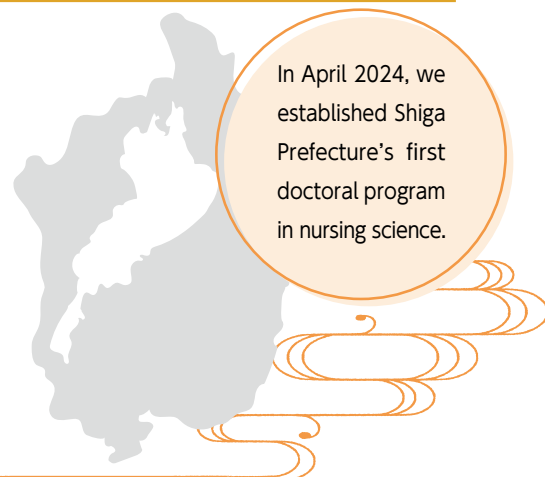 In April 2024, we
established Shiga
Prefecture's first
doctoral program
in nursing science.